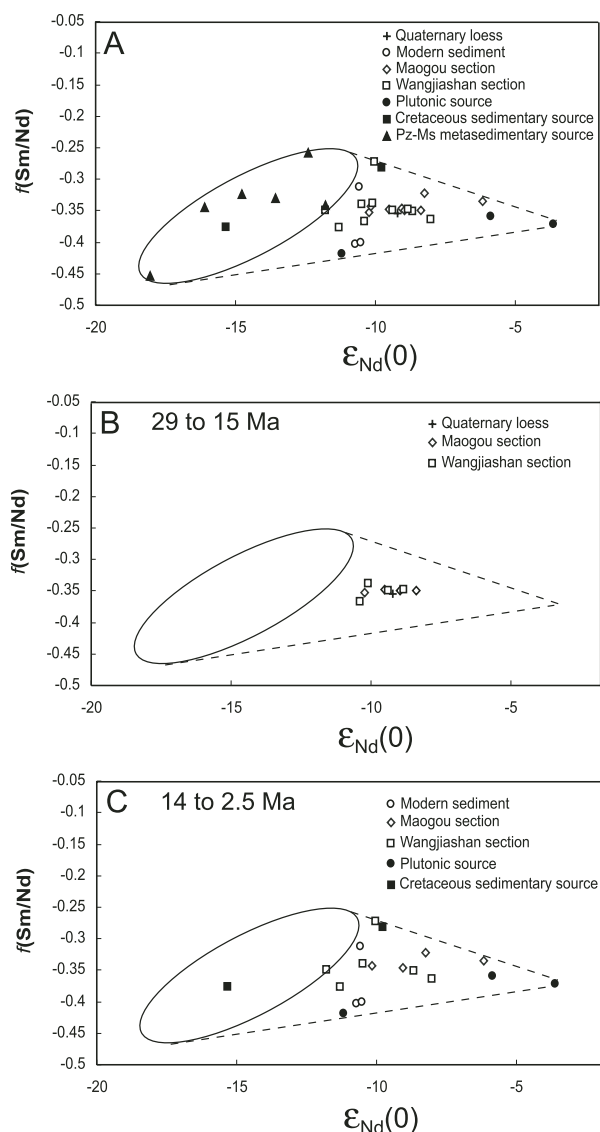 A
+ Quaternary loess
○ Modern sediment
◇ Maogou section
□ Wangjiashan section
● Plutonic source
■ Cretaceous sedimentary source
▲ Pz-Ms metasedimentary source
f(Sm/Nd)
-0.05
-0.1
-0.15
-0.2
-0.25
-0.3
-0.35
-0.4
-0.45
-0.5
-20 -15 -10 -5
εNd(0)
B 29 to 15 Ma
+ Quaternary loess
◇ Maogou section
□ Wangjiashan section
f(Sm/Nd)
-0.05
-0.1
-0.15
-0.2
-0.25
-0.3
-0.35
-0.4
-0.45
-0.5
-20 -15 -10 -5
εNd(0)
C 14 to 2.5 Ma
○ Modern sediment
◇ Maogou section
□ Wangjiashan section
● Plutonic source
■ Cretaceous sedimentary source
f(Sm/Nd)
-0.05
-0.1
-0.15
-0.2
-0.25
-0.3
-0.35
-0.4
-0.45
-0.5
-20 -15 -10 -5
εNd(0)